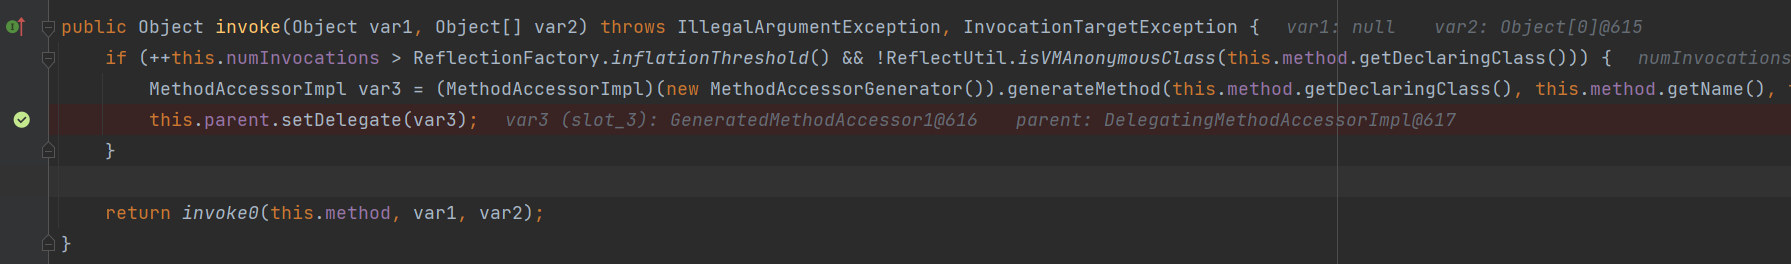 public Object invoke(Object var1, Object[] var2) throws IllegalArgumentException, InvocationTargetException { var1: null var2: Object[0]@615
if (++this.numInvocations > ReflectionFactory.inflationThreshold() && !ReflectUtil.isVMAnonymousClass(this.method.getDeclaringClass())) { numInvocations
MethodAccessorImpl var3 = (MethodAccessorImpl)(new MethodAccessorGenerator()).generateMethod(this.method.getDeclaringClass(), this.method.getName(),
this.parent.setDelegate(var3); var3 (slot_3): GeneratedMethodAccessor1@616 parent: DelegatingMethodAccessorImpl@617
}
return invoke0(this.method, var1, var2);
}